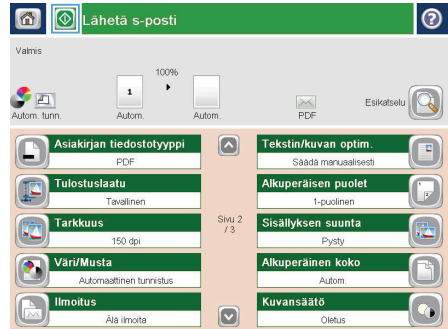 Lähetä s-posti
Valmis
100%
1
Autom. tunn.
Autom.
Autom.
PDF
Esikatselu
Asiakirjan tiedostotyyppi
PDF
Tekstin/kuvan optim.
Säädä manuaalisesti
Tulostuslaatu
Tavallinen
Alkuperäisen puolet
1-puolinen
Tarkkuus
150 dpi
Sivu 2
/ 3
Sisällyksen suunta
Pysty
Väri/Musta
Automaattinen tunnistus
Alkuperäinen koko
Autom.
Ilmoitus
Älä ilmoita
Kuvansäätö
Oletus